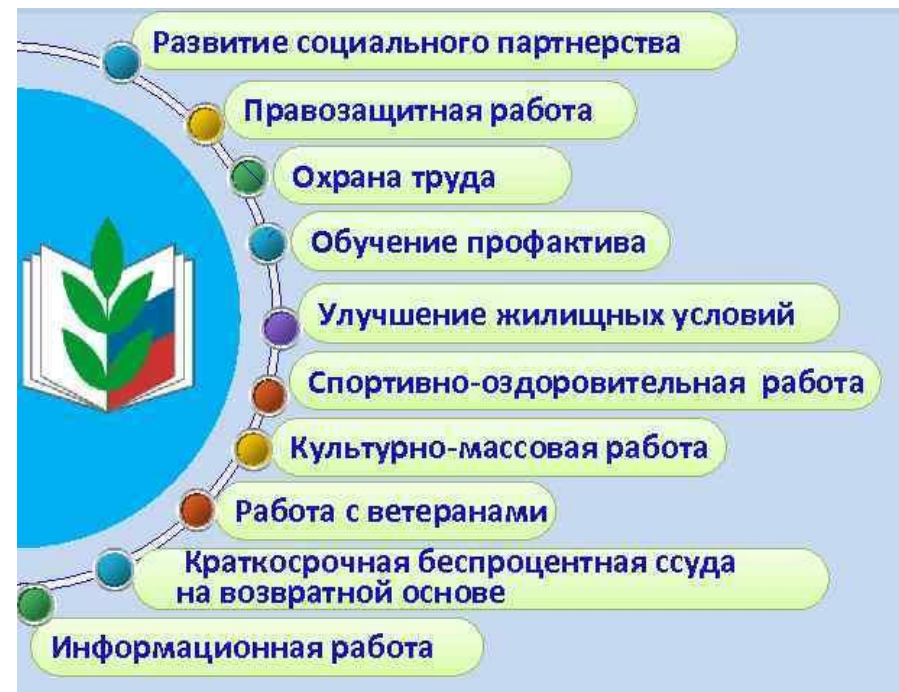 Развитие социального партнерства
Правозащитная работа
Охрана труда
Обучение профактива
Улучшение жилищных условий
Спортивно-оздоровительная работа
Культурно-массовая работа
Работа с ветеранами
Краткосрочная беспроцентная ссуда
на возвратной основе
Информационная работа